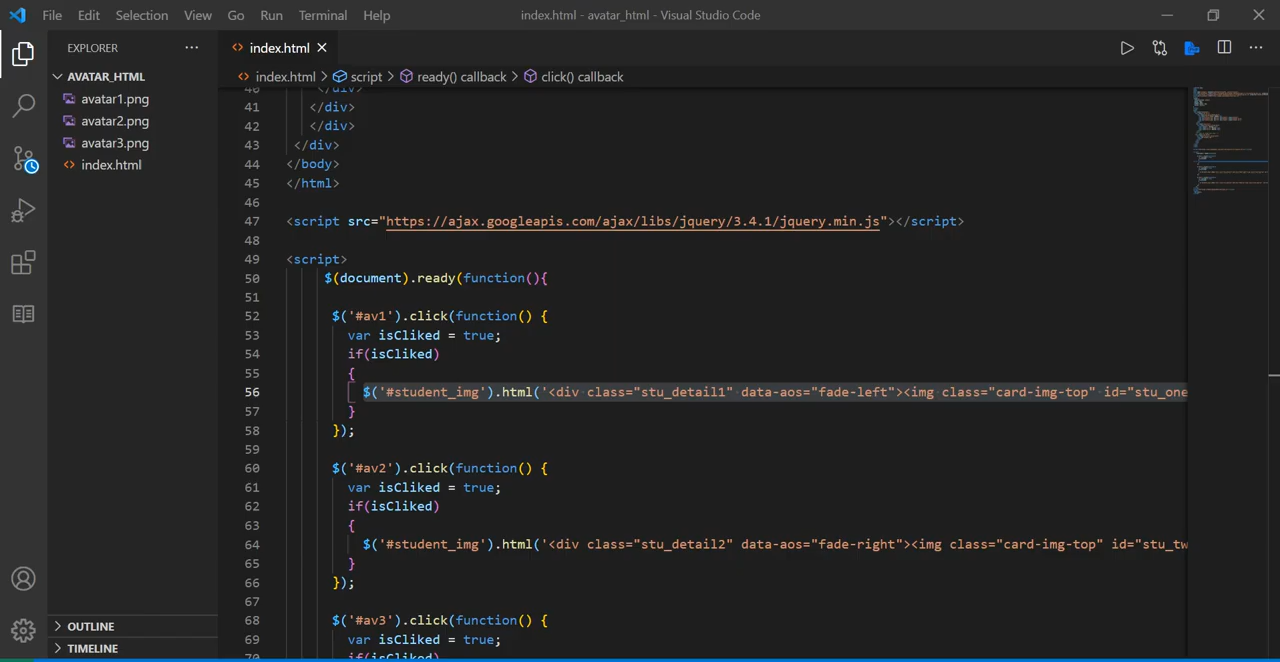 File Edit Selection View Go Run Terminal Help
index.html - avatar_html - Visual Studio Code
EXPLORER
AVATAR_HTML
avatar1.png
avatar2.png
avatar3.png
index.html
OUTLINE
TIMELINE
index.html
index.html > script > ready() callback > click() callback
40 </div>
41 </div>
42 </div>
43 </div>
44 </body>
45 </html>
46
47 <script src="https://ajax.googleapis.com/ajax/libs/jquery/3.4.1/jquery.min.js"></script>
48
49 <script>
50 $(document).ready(function(){
51
52 $('#av1').click(function() {
53 var isCliked = true;
54 if(isCliked)
55 {
56 $('#student_img').html('<div class="stu_detail1" data-aos="fade-left"><img class="card-img-top" id="stu_one
57 }
58 });
59
60 $('#av2').click(function() {
61 var isCliked = true;
62 if(isCliked)
63 {
64 $('#student_img').html('<div class="stu_detail2" data-aos="fade-right"><img class="card-img-top" id="stu_tw
65 }
66 });
67
68 $('#av3').click(function() {
69 var isCliked = true;
70 if(isCliked)